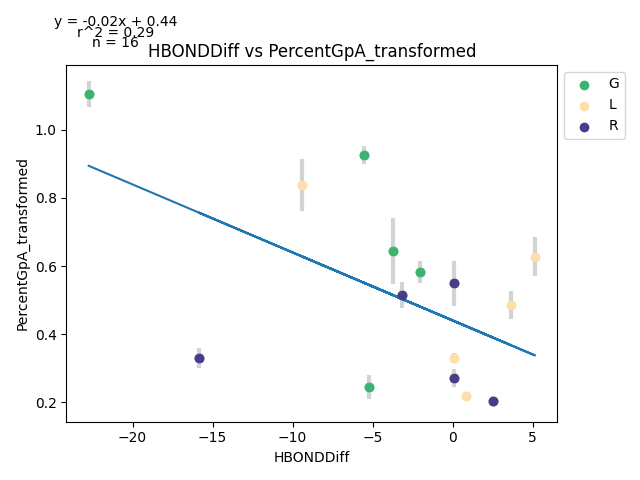 y = -0.02x + 0.44
r^2 = 0.29
n = 16
HBONDDiff vs PercentGpA_transformed
G
L
R
PercentGpA_transformed
1.0
0.8
0.6
0.4
0.2
−20 −15 −10 −5 0 5
HBONDDiff